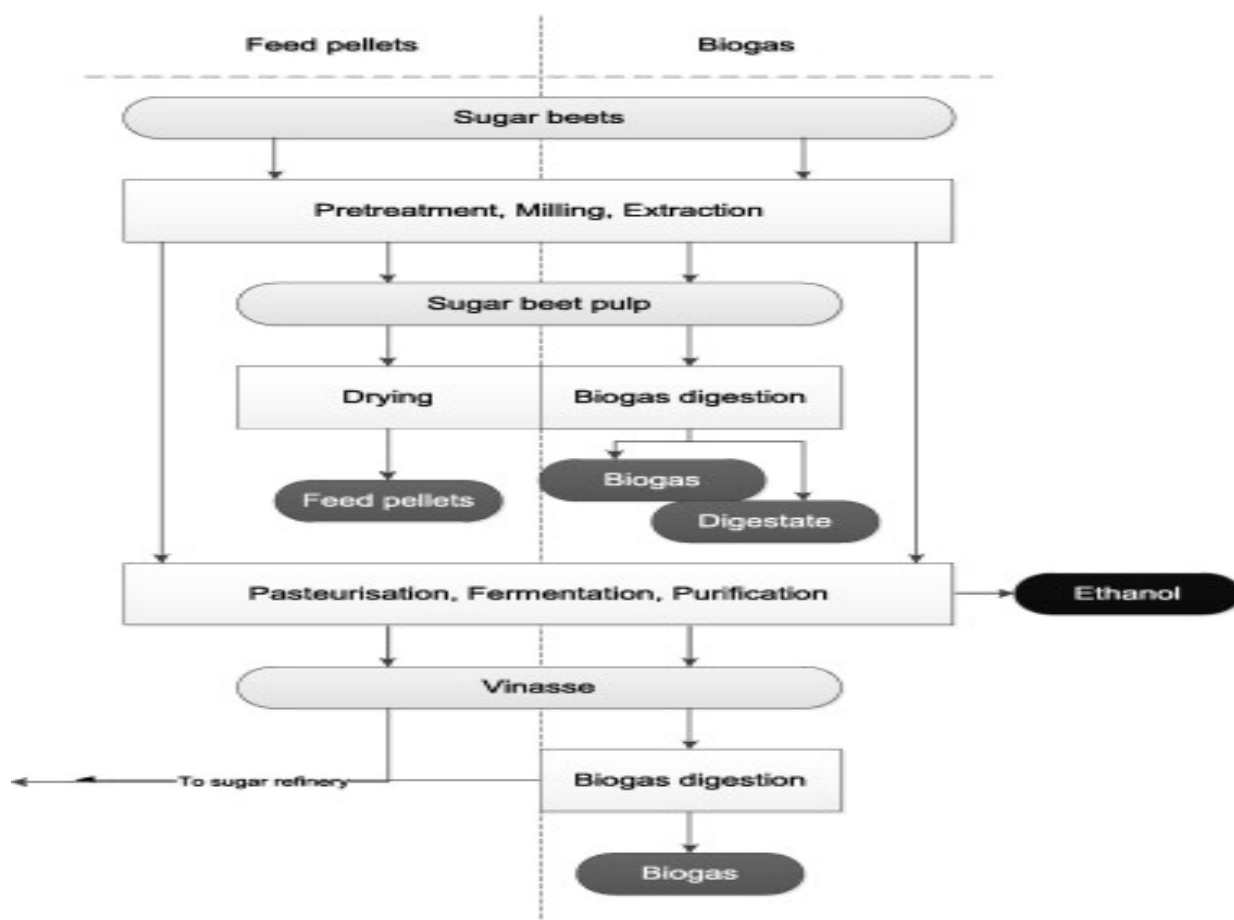 Feed pellets
Biogas
Sugar beets
Pretreatment, Milling, Extraction
Sugar beet pulp
Drying
Biogas digestion
Biogas
Feed pellets
Digestate
Pasteurisation, Fermentation, Purification
Ethanol
Vinasse
To sugar refinery
Biogas digestion
Biogas